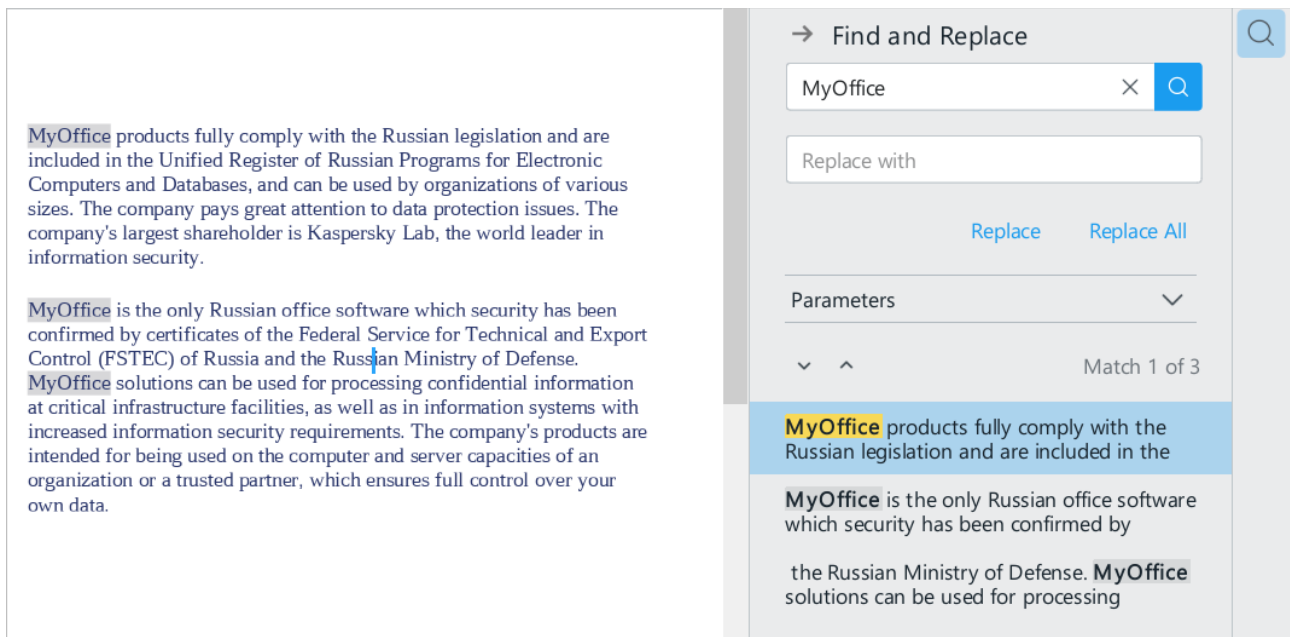 MyOffice products fully comply with the Russian legislation and are
included in the Unified Register of Russian Programs for Electronic
Computers and Databases, and can be used by organizations of various
sizes. The company pays great attention to data protection issues. The
company's largest shareholder is Kaspersky Lab, the world leader in
information security.
MyOffice is the only Russian office software which security has been
confirmed by certificates of the Federal Service for Technical and Export
Control (FSTEC) of Russia and the Russian Ministry of Defense.
MyOffice solutions can be used for processing confidential information
at critical infrastructure facilities, as well as in information systems with
increased information security requirements. The company's products are
intended for being used on the computer and server capacities of an
organization or a trusted partner, which ensures full control over your
own data.
Find and Replace
MyOffice
Replace with
Replace Replace All
Parameters
Match 1 of 3
MyOffice products fully comply with the
Russian legislation and are included in the
MyOffice is the only Russian office software
which security has been confirmed by
the Russian Ministry of Defense. MyOffice
solutions can be used for processing